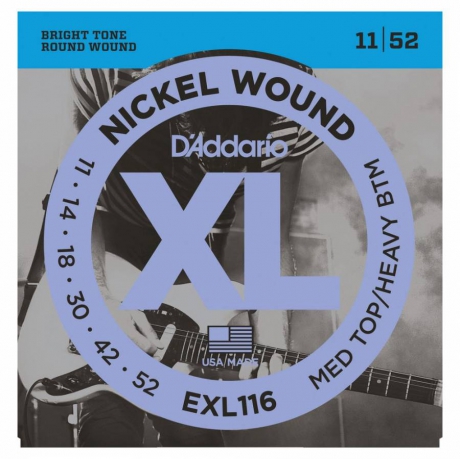 BRIGHT TONE
ROUND WOUND
11|52
NICKEL WOUND
D'Addario
XL
11 • 14 • 18 • 30 • 42 • 52
MED TOP/HEAVY BTM
USA/MADE
EXL116